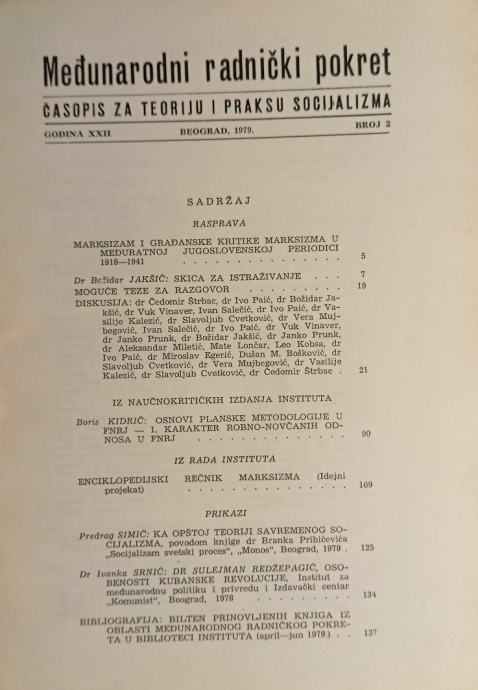 Međunarodni radnički pokret
ČASOPIS ZA TEORIJU I PRAKSU SOCIJALIZMA
GODINA XXII BEOGRAD, 1979. BROJ 2
SADRŽAJ
RASPRAVA
MARKSIZAM I GRAĐANSKE KRITIKE MARKSIZMA U
MEĐURATNOJ JUGOSLOVENSKOJ PERIODICI
1918—1941 . . . . . . . . . . . . . . . 5
Dr Božidar JAKŠIĆ: SKICA ZA ISTRAŽIVANJE . . . 7
MOGUĆE TEZE ZA RAZGOVOR . . . . . . . . . 19
DISKUSIJA: dr Čedomir Štrbac, dr Ivo Paić, dr Božidar Ja-
kšić, dr Vuk Vinaver, Ivan Salečić, dr Ivo Paić, dr Va-
silije Kalezić, dr Slavoljub Cvetković, dr Vera Muj-
begović, Ivan Salečić, dr Ivo Paić, dr Vuk Vinaver,
dr Janko Prunk, dr Božidar Jakšić, dr Janko Prunk,
dr Aleksandar Miletić, Mate Lončar, Leo Kobsa, dr
Ivo Paić, dr Miroslav Egerić, Dušan M. Bošković, dr
Slavoljub Cvetković, dr Vera Mujbegović, dr Vasilije
Kalezić, dr Slavoljub Cvetković, dr Čedomir Štrbac . 21
IZ NAUČNOKRITIČKIH IZDANJA INSTITUTA
Boris KIDRIČ: OSNOVI PLANSKE METODOLOGIJE U
FNRJ — 1. KARAKTER ROBNO-NOVČANIH OD-
NOSA U FNRJ . . . . . . . . . . . . . . 90
IZ RADA INSTITUTA
ENCIKLOPEDIJSKI REČNIK MARKSIZMA (Idejni
projekat) . . . . . . . . . . . . . . . 109
PRIKAZI
Predrag SIMIĆ: KA OPŠTOJ TEORIJI SAVREMENOG SO-
CIJALIZMA, povodom knjige dr Branka Pribićevića
„Socijalizam svetski proces", „Monos", Beograd, 1979 . 125
Dr Ivanka SRNIĆ: DR SULEJMAN REDŽEPAGIĆ, OSO-
BENOSTI KUBANSKE REVOLUCIJE, Institut za
međunarodnu politiku i privredu i Izdavački centar
„Komunist", Beograd, 1978 . . . . . . . . . 134
BIBLIOGRAFIJA: BILTEN PRINOVLJENIH KNJIGA IZ
OBLASTI MEĐUNARODNOG RADNIČKOG POKRE-
TA U BIBLIOTECI INSTITUTA (april—jun 1979.) . . 137